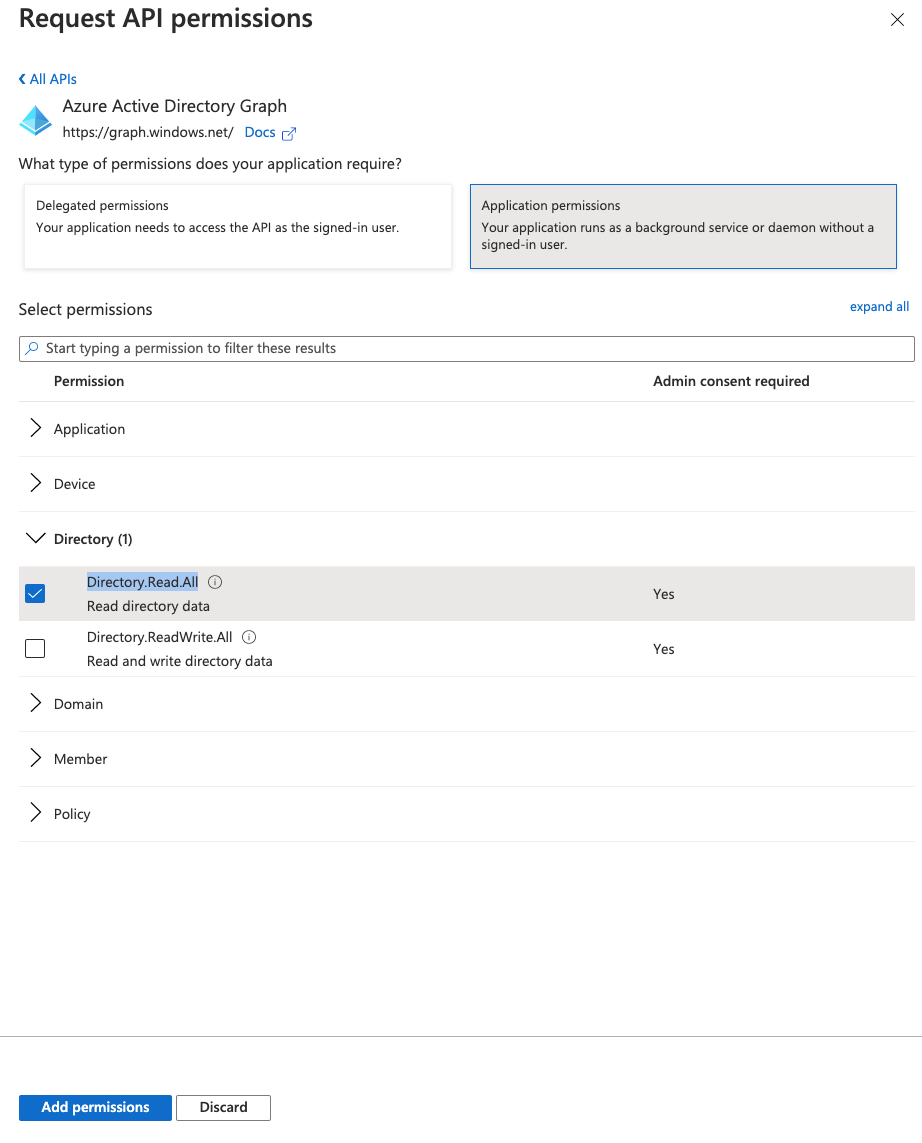 Request API permissions
All APIs
Azure Active Directory Graph
https://graph.windows.net/ Docs
What type of permissions does your application require?
Delegated permissions
Your application needs to access the API as the signed-in user.
Application permissions
Your application runs as a background service or daemon without a
signed-in user.
Select permissions
expand all
Start typing a permission to filter these results
Permission Admin consent required
Application
Device
Directory (1)
Directory.Read.All
Read directory data
Yes
Directory.ReadWrite.All
Read and write directory data
Yes
Domain
Member
Policy
Add permissions Discard